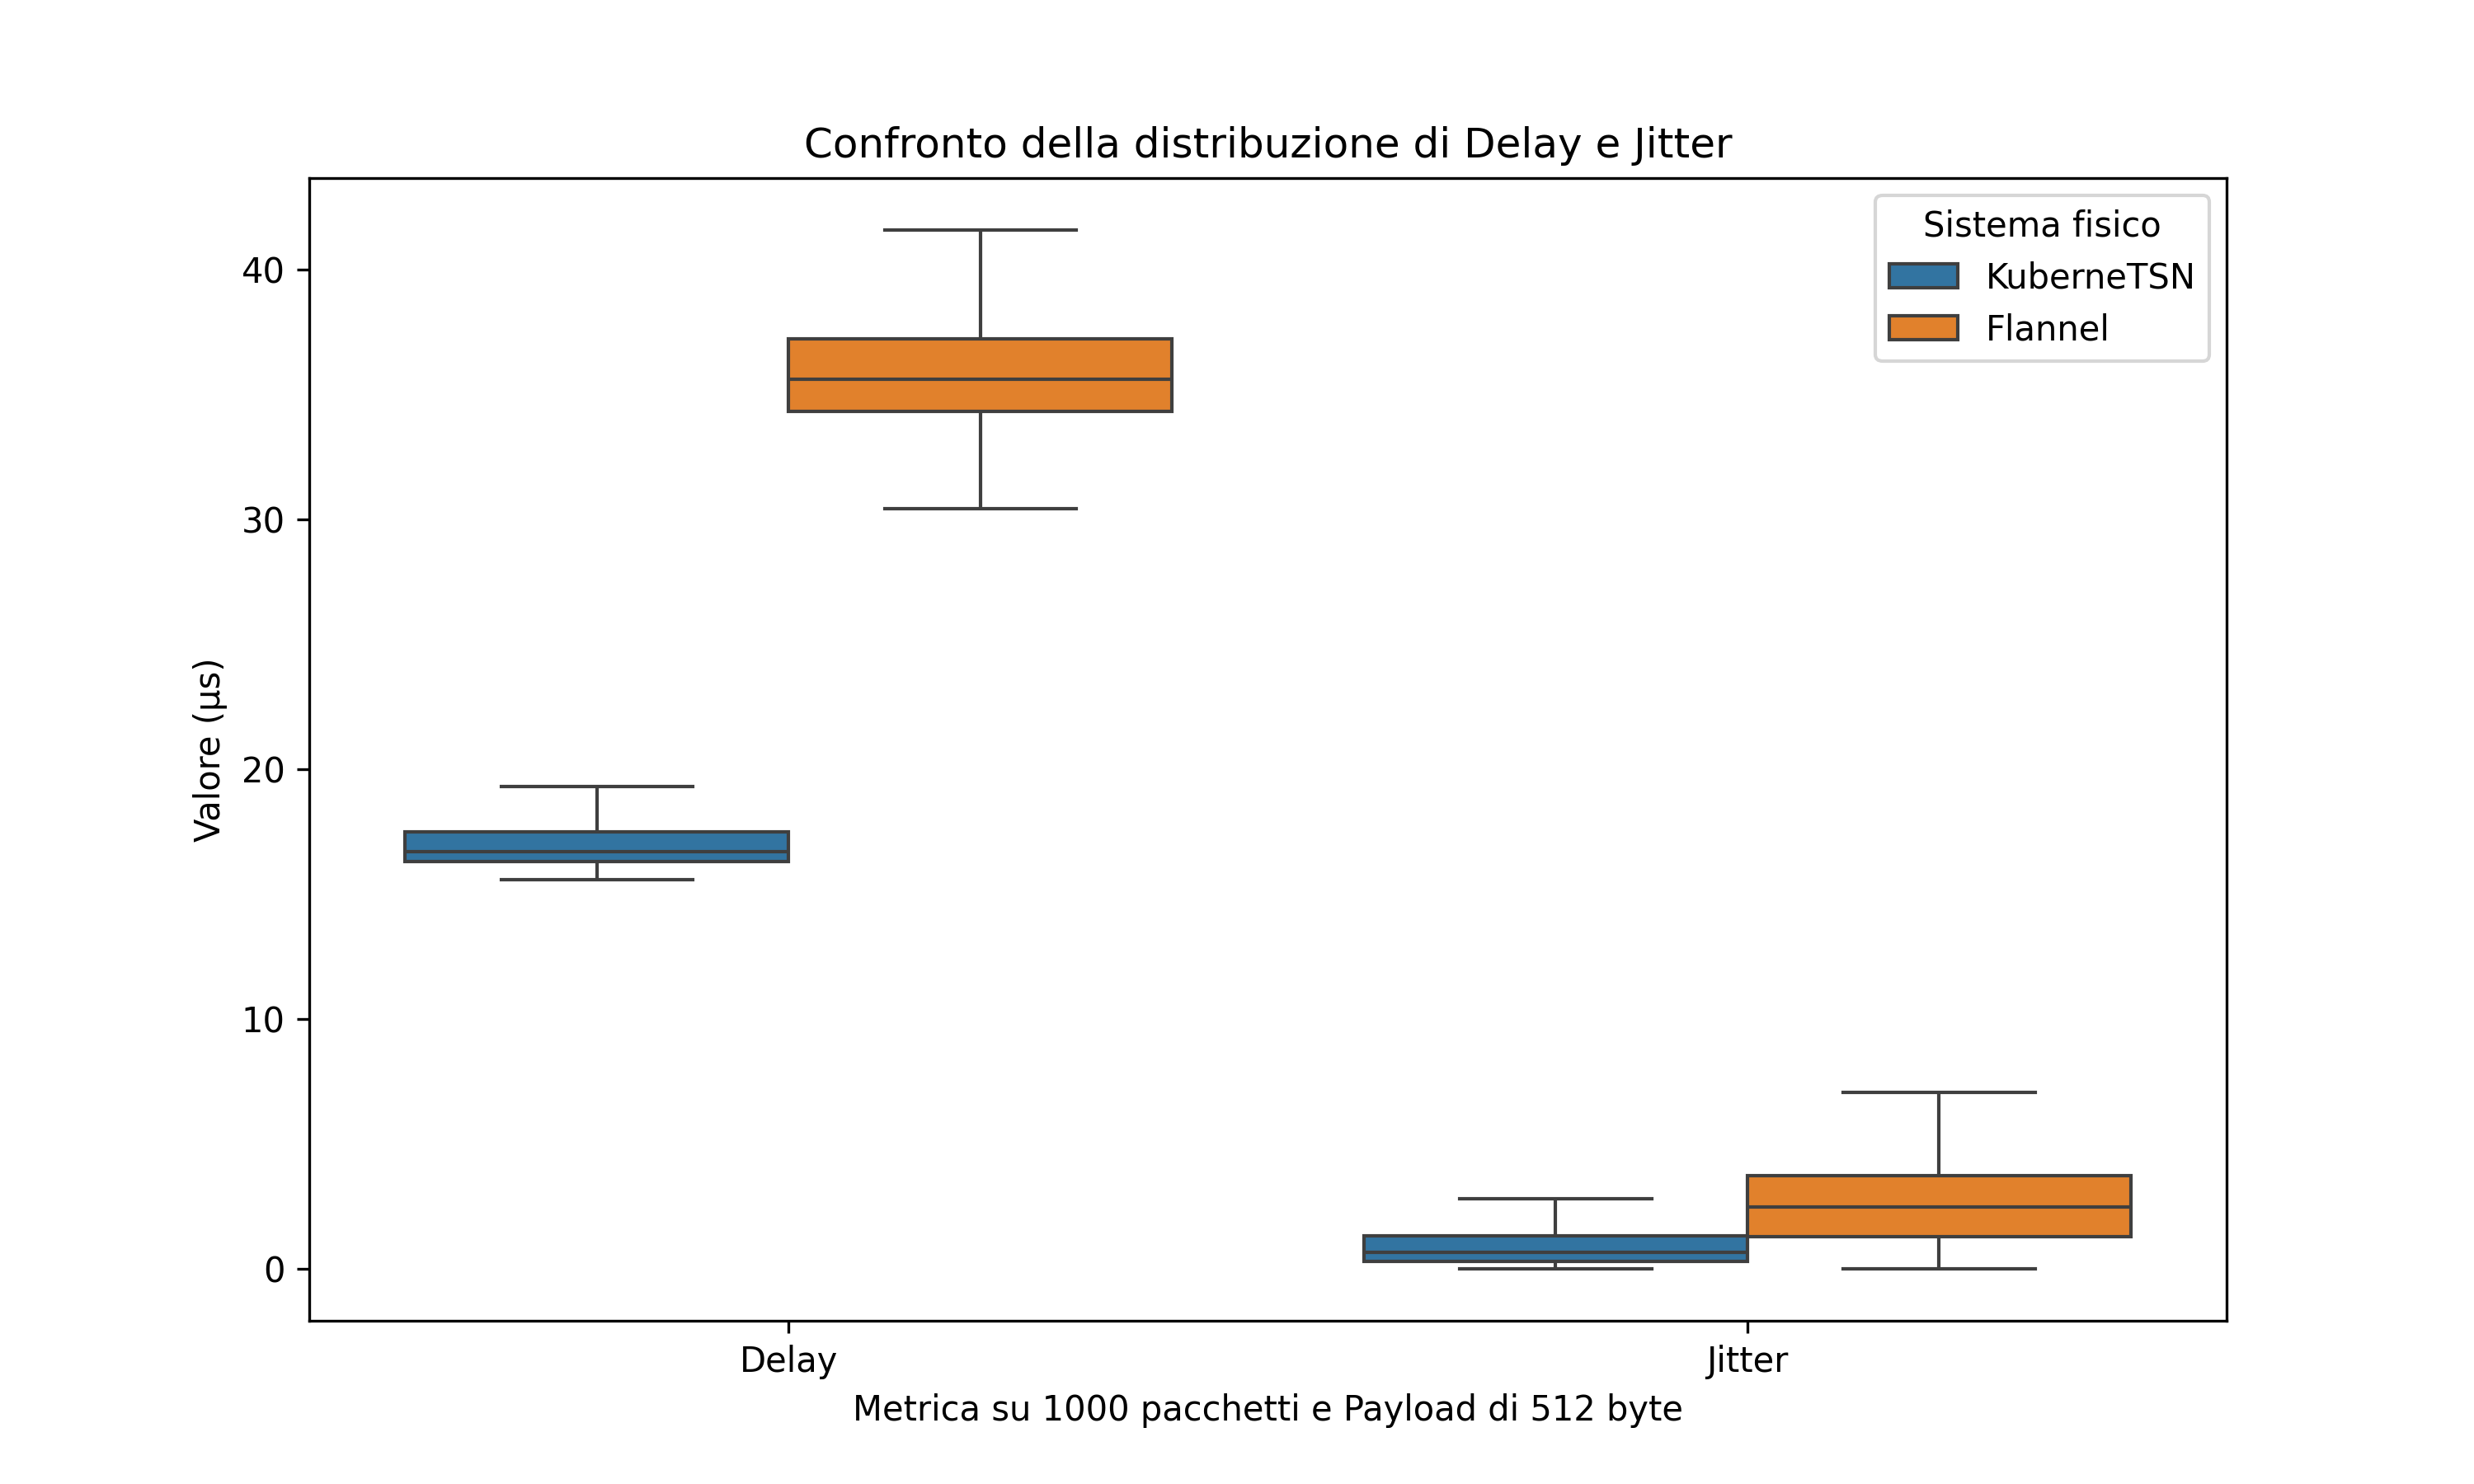 Confronto della distribuzione di Delay e Jitter
Sistema fisico
KuberneTSN
Flannel
Valore (µs)
40
30
20
10
0
Delay
Jitter
Metrica su 1000 pacchetti e Payload di 512 byte